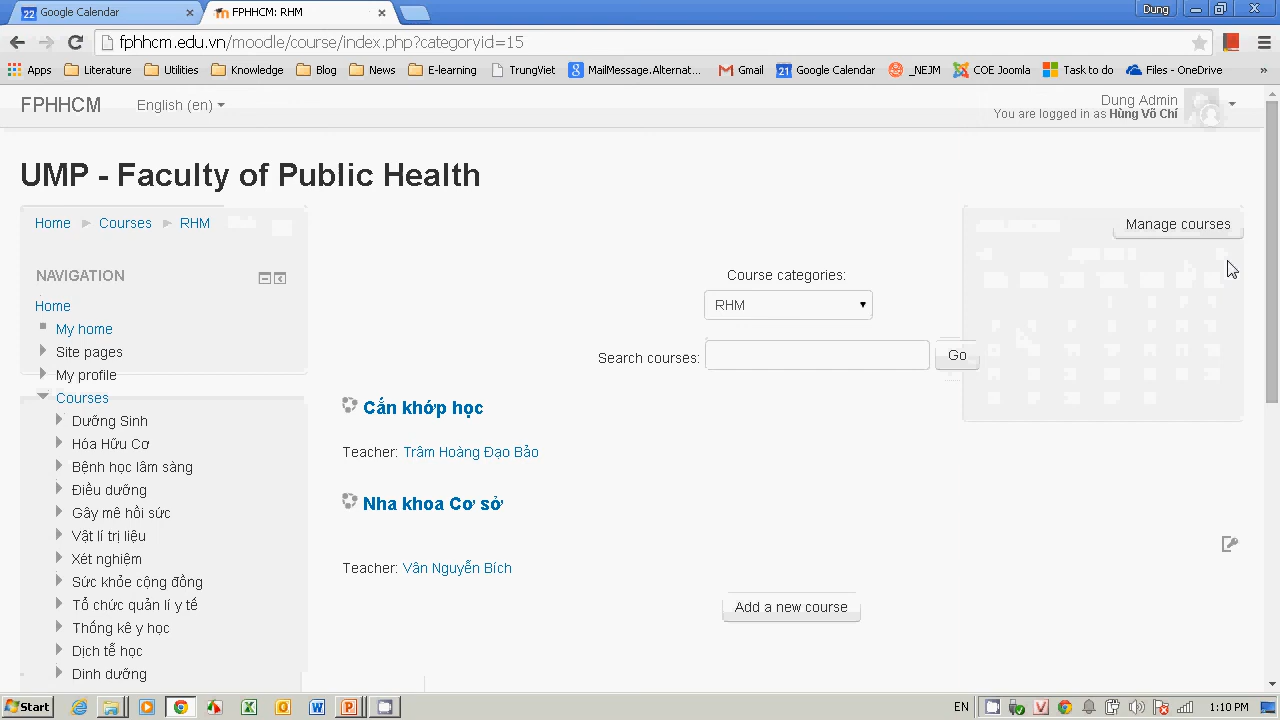 Google Calendar
FPHHCM: RHM
Dung
fphhcm.edu.vn/moodle/course/index.php?categoryid=15
Apps Literature Utilities Knowledge Blog News E-learning TrungViet MailMessage.Alternat... Gmail Google Calendar _NEJM COE Joomla Task to do Files - OneDrive »
FPHHCM English (en)
Dung Admin
You are logged in as Hùng Võ Chí
UMP - Faculty of Public Health
Home Courses RHM
Manage courses
NAVIGATION
Home
My home
Site pages
My profile
Courses
Dưỡng Sinh
Hóa Hữu Cơ
Bệnh học lâm sàng
Điều dưỡng
Gây mê hồi sức
Vật lí trị liệu
Xét nghiệm
Sức khỏe cộng đồng
Tổ chức quản lí y tế
Thống kê y học
Dịch tễ học
Dinh dưỡng
Course categories:
RHM
Search courses: Go
Cắn khớp học
Teacher: Trâm Hoàng Đạo Bảo
Nha khoa Cơ sở
Teacher: Vân Nguyễn Bích
Add a new course
Start
EN
1:10 PM